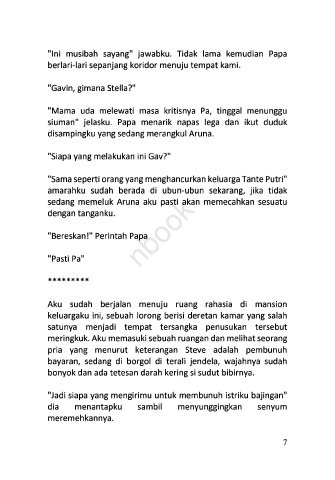 "Ini musibah sayang" jawabku. Tidak lama kemudian Papa
berlari-lari sepanjang koridor menuju tempat kami.
"Gavin, gimana Stella?"
"Mama uda melewati masa kritisnya Pa, tinggal menunggu
siuman" jelasku. Papa menarik napas lega dan ikut duduk
disampingku yang sedang merangkul Aruna.
"Siapa yang melakukan ini Gav?"
"Sama seperti orang yang menghancurkan keluarga Tante Putri"
amarahku sudah berada di ubun-ubun sekarang, jika tidak
sedang memeluk Aruna aku pasti akan memecahkan sesuatu
dengan tanganku.
"Bereskan!" Perintah Papa
"Pasti Pa"
*********
Aku sudah berjalan menuju ruang rahasia di mansion
keluargaku ini, sebuah lorong berisi deretan kamar yang salah
satunya menjadi tempat tersangka penusukan tersebut
meringkuk. Aku memasuki sebuah ruangan dan melihat seorang
pria yang menurut keterangan Steve adalah pembunuh
bayaran, sedang di borgol di terali jendela, wajahnya sudah
bonyok dan ada tetesan darah kering si sudut bibirnya.
"Jadi siapa yang mengirimu untuk membunuh istriku bajingan"
dia menantapku sambil menyunggingkan senyum
meremehkannya.
7
nbook